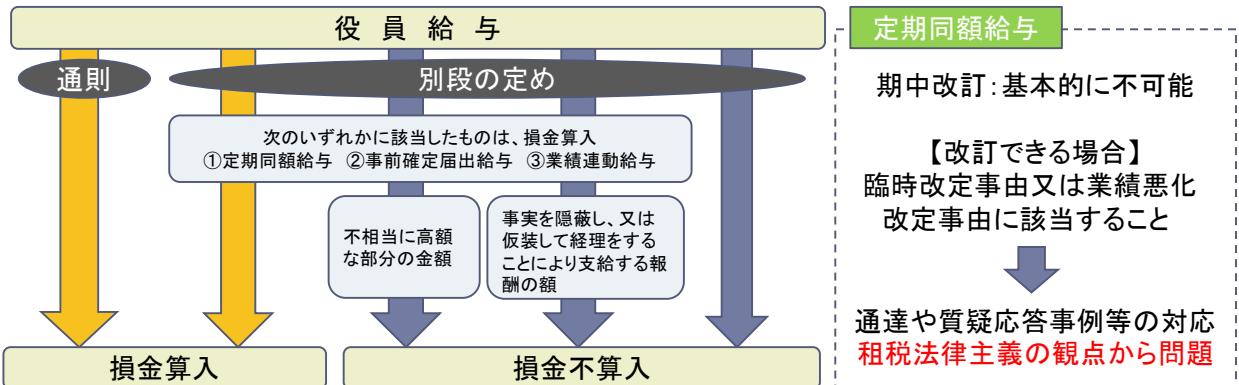 役員給与
通則
別段の定め
次のいずれかに該当したものは、損金算入
①定期同額給与 ②事前確定届出給与 ③業績連動給与
不相当に高額
な部分の金額
事実を隠蔽し、又は
仮装して経理をする
ことにより支給する報
酬の額
損金算入
損金不算入
定期同額給与
期中改訂：基本的に不可能
【改訂できる場合】
臨時改定事由又は業績悪化
改定事由に該当すること
通達や質疑応答事例等の対応
租税法律主義の観点から問題